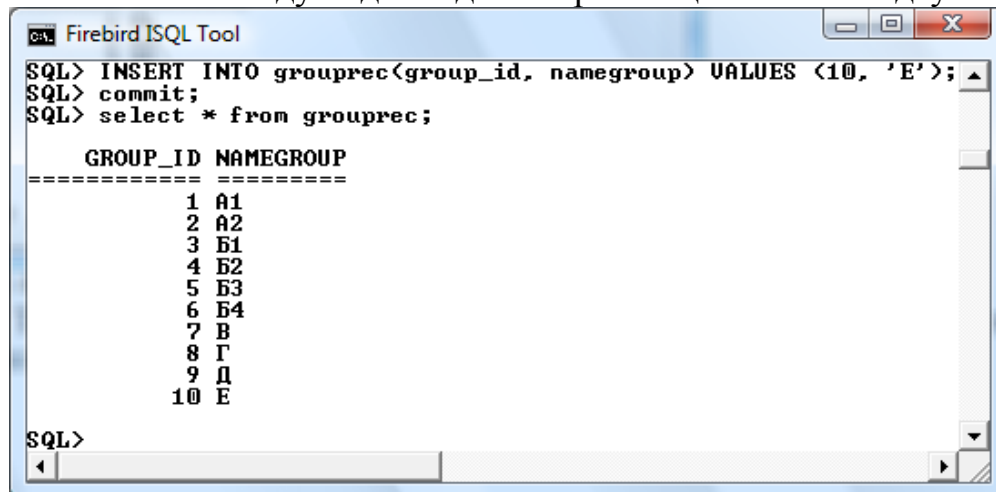 Firebird ISQL Tool
SQL> INSERT INTO grouprec(group_id, namegroup) VALUES (10, 'Е');
SQL> commit;
SQL> select * from grouprec;
GROUP_ID NAMEGROUP
============ =========
1 А1
2 А2
3 Б1
4 Б2
5 Б3
6 Б4
7 В
8 Г
9 Д
10 Е
SQL>